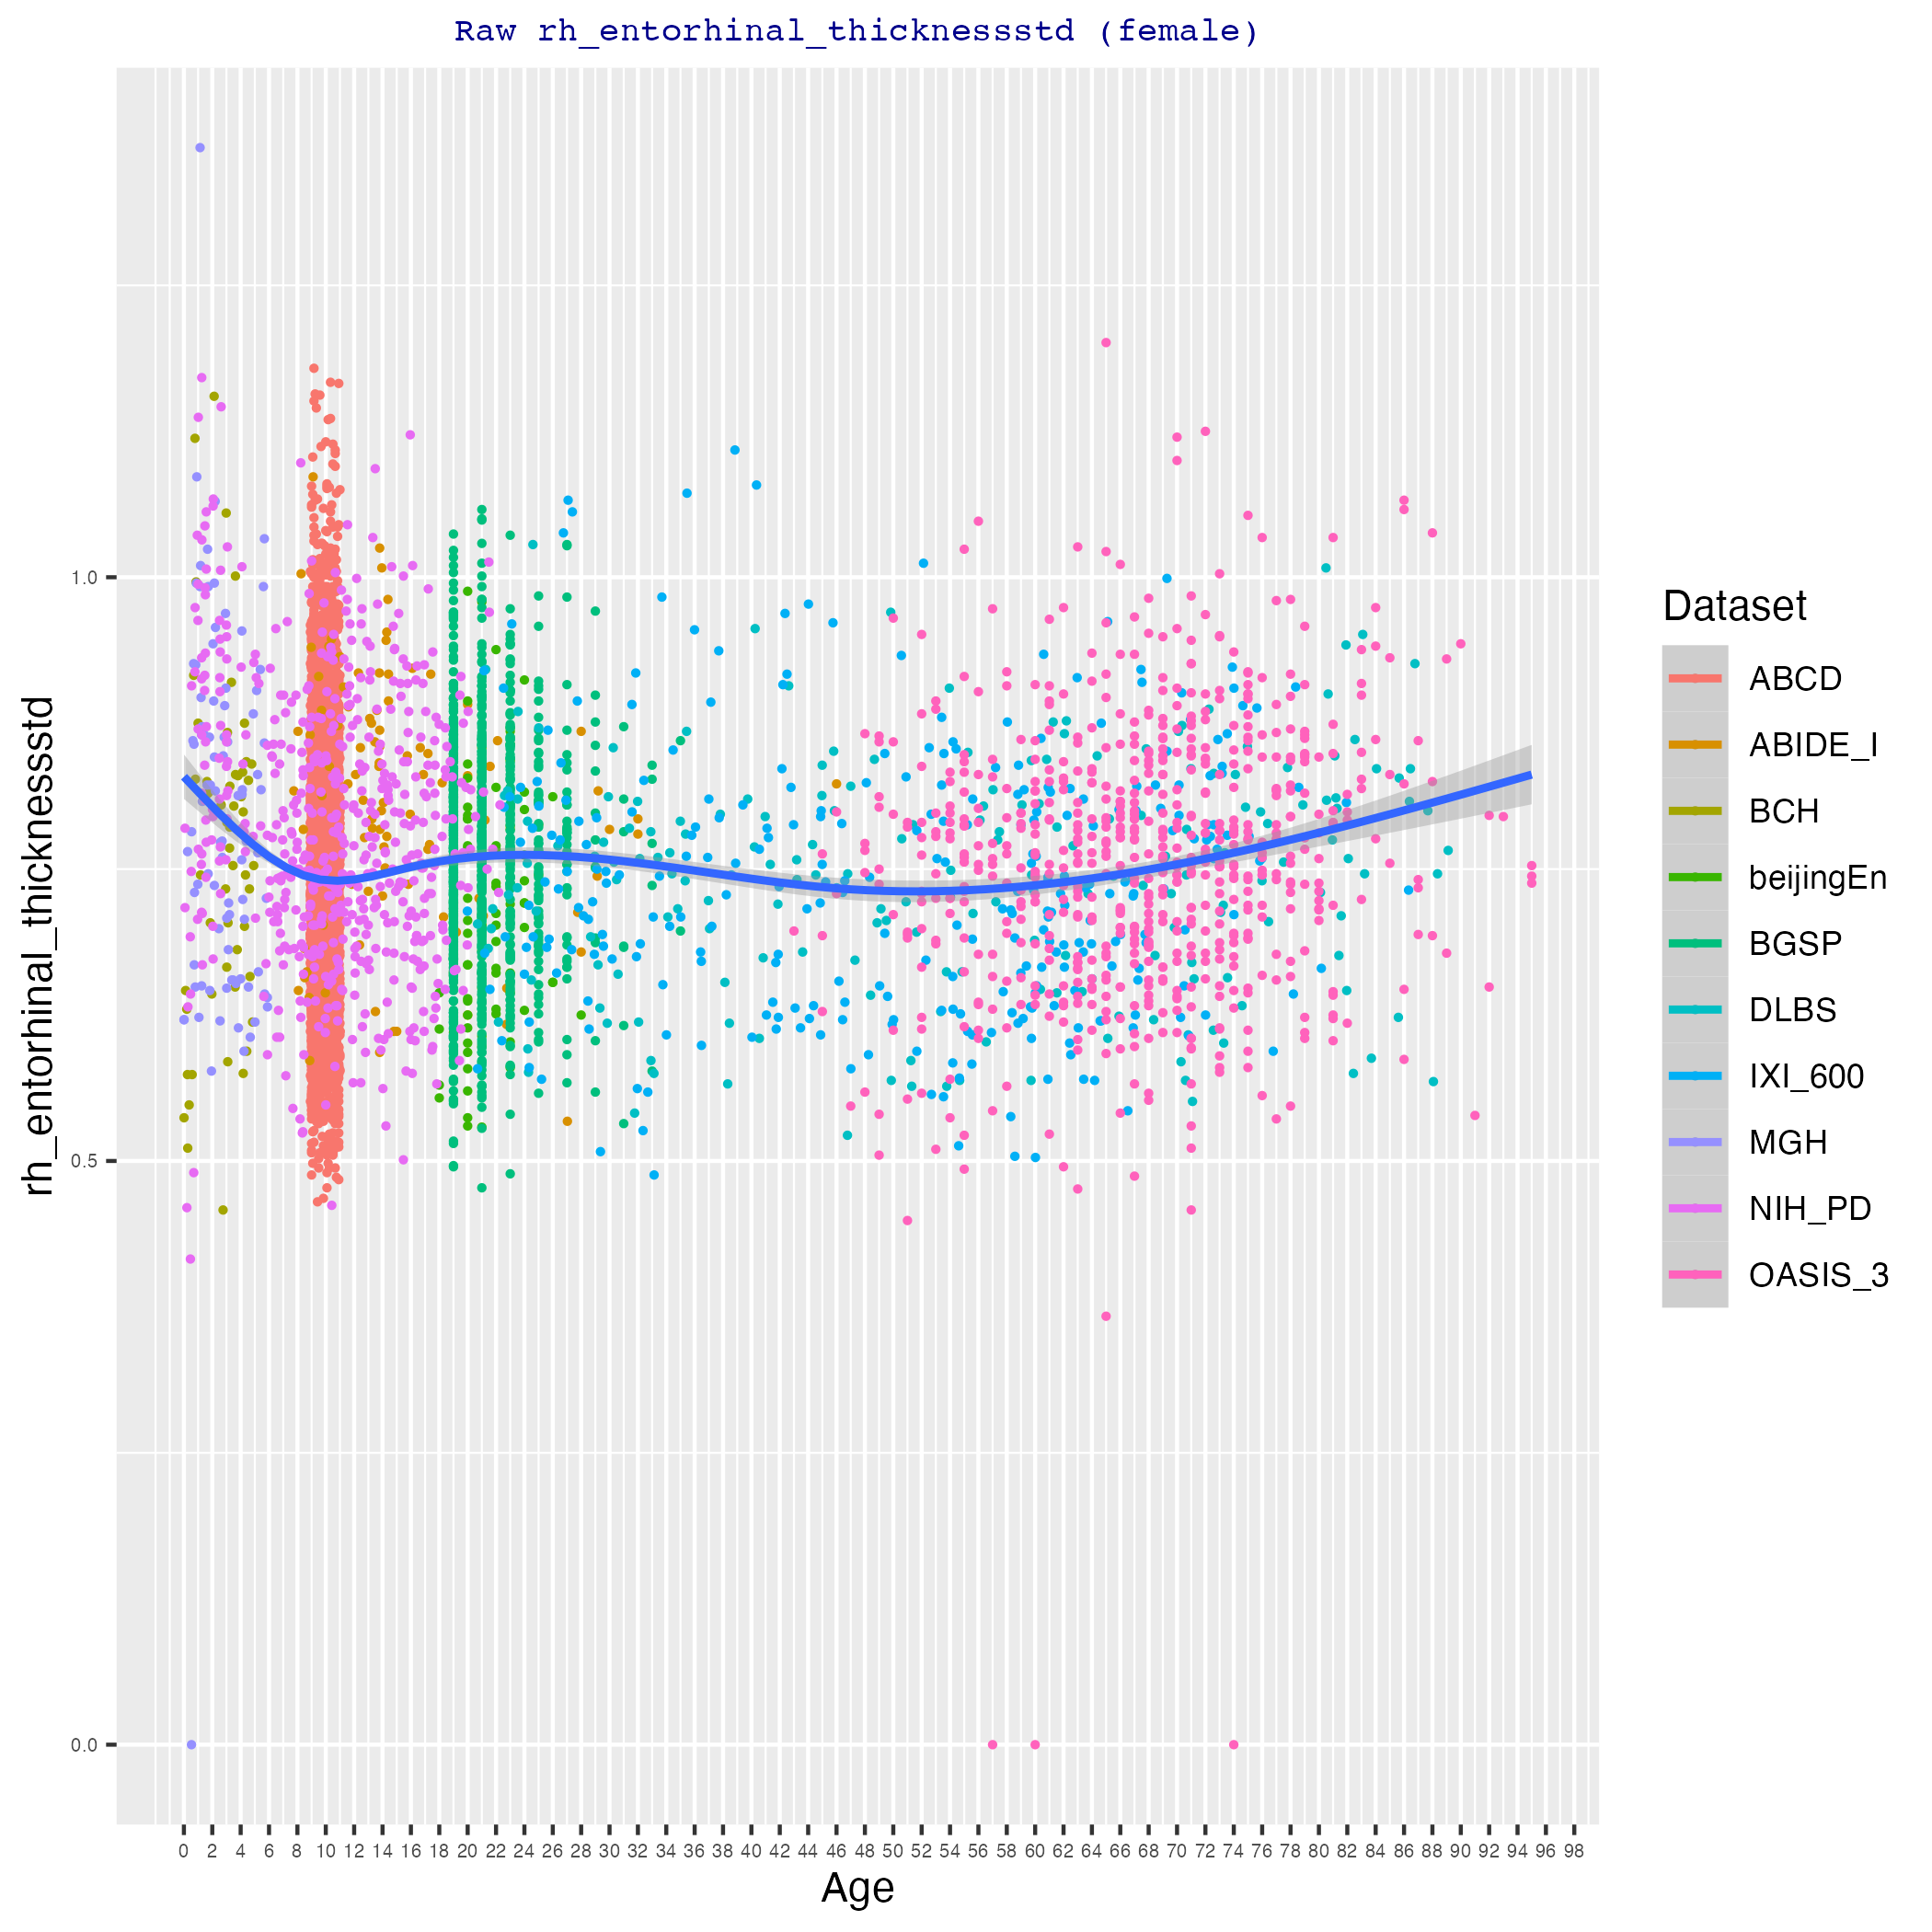 Raw rh_entorhinal_thicknessstd (female)
rh_entorhinal_thicknessstd
1.0
0.5
0.0
0 2 4 6 8 10 12 14 16 18 20 22 24 26 28 30 32 34 36 38 40 42 44 46 48 50 52 54 56 58 60 62 64 66 68 70 72 74 76 78 80 82 84 86 88 90 92 94 96 98
Age
Dataset
ABCD
ABIDE_I
BCH
beijingEn
BGSP
DLBS
IXI_600
MGH
NIH_PD
OASIS_3